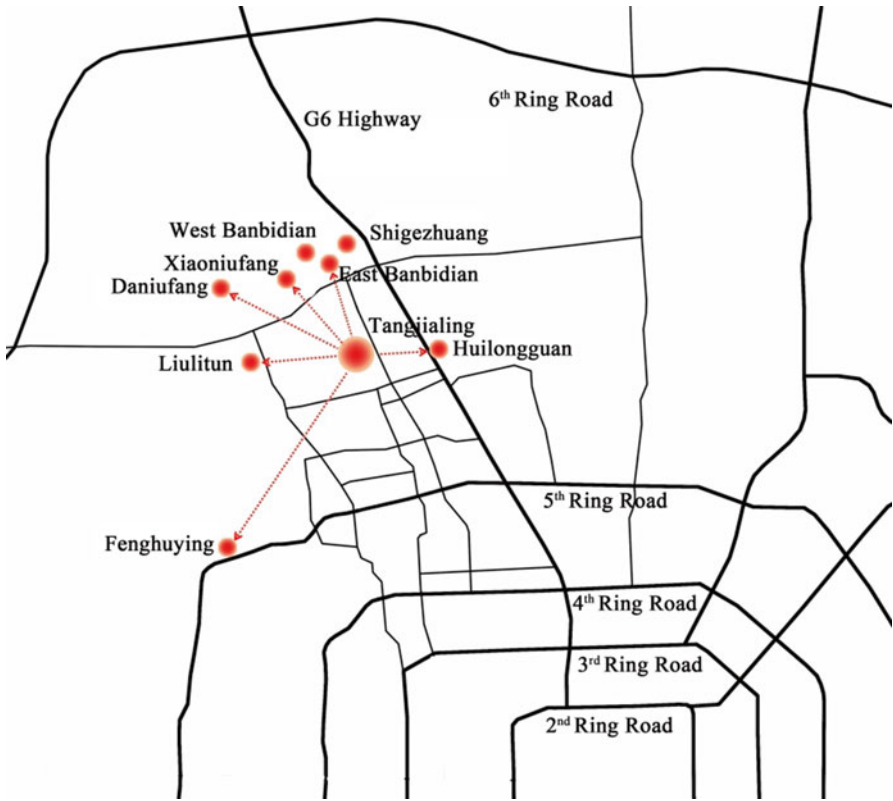 6th Ring Road
G6 Highway
West Banbidian
Shigezhuang
Xiaoniufang
East Banbidian
Daniufang
Tangjialing
Liulitun
Huilongguan
5th Ring Road
Fenghuying
4th Ring Road
3rd Ring Road
2nd Ring Road